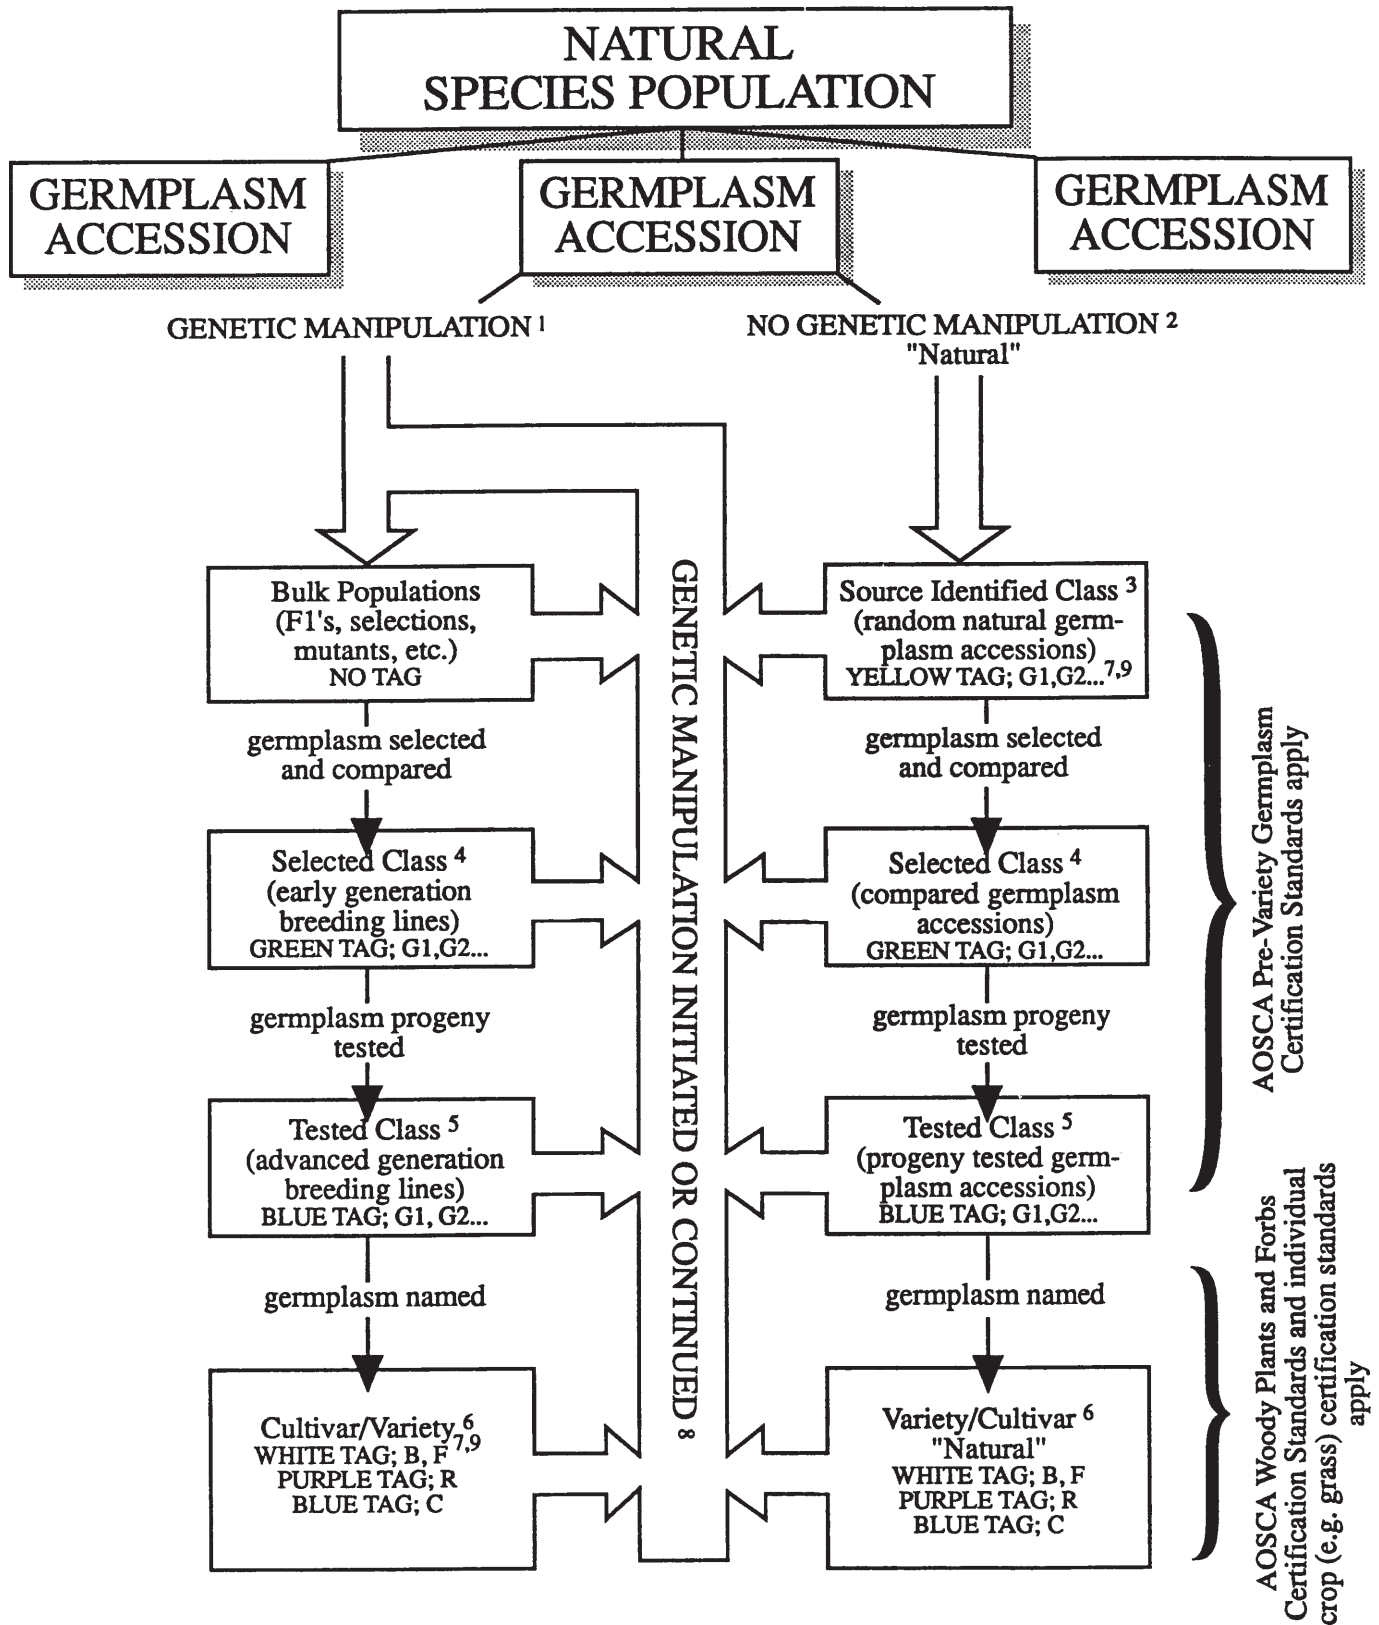 NATURAL
SPECIES POPULATION
GERMPLASM
ACCESSION
GERMPLASM
ACCESSION
GERMPLASM
ACCESSION
GENETIC MANIPULATION 1
NO GENETIC MANIPULATION 2
"Natural"
Bulk Populations
(F1's, selections,
mutants, etc.)
NO TAG
germplasm selected
and compared
Selected Class 4
(early generation
breeding lines)
GREEN TAG; G1,G2...
germplasm progeny
tested
Tested Class 5
(advanced generation
breeding lines)
BLUE TAG; G1, G2...
germplasm named
Cultivar/Variety 6
WHITE TAG; B, F 7,9
PURPLE TAG; R
BLUE TAG; C
GENETIC MANIPULATION INITIATED OR CONTINUED 8
Source Identified Class 3
(random natural germ-
plasm accessions)
YELLOW TAG; G1,G2...7,9
germplasm selected
and compared
Selected Class 4
(compared germplasm
accessions)
GREEN TAG; G1,G2...
germplasm progeny
tested
Tested Class 5
(progeny tested germ-
plasm accessions)
BLUE TAG; G1,G2...
germplasm named
Variety/Cultivar 6
"Natural"
WHITE TAG; B, F
PURPLE TAG; R
BLUE TAG; C
AOSCA Pre-Variety Germplasm
Certification Standards apply
AOSCA Woody Plants and Forbs
Certification Standards and individual
crop (e.g. grass) certification standards
apply